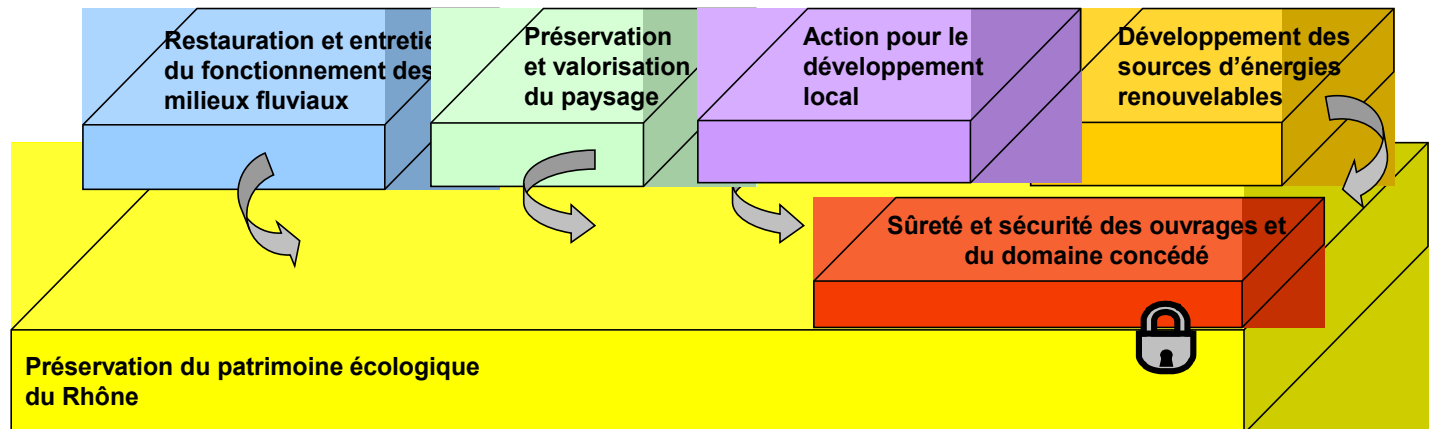 Restauration et entretie
du fonctionnement des
milieux fluviaux
Préservation
et valorisation
du paysage
Action pour le
développement
local
Développement des
sources d'énergies
renouvelables
Sûreté et sécurité des ouvrages et
du domaine concédé
Préservation du patrimoine écologique
du Rhône